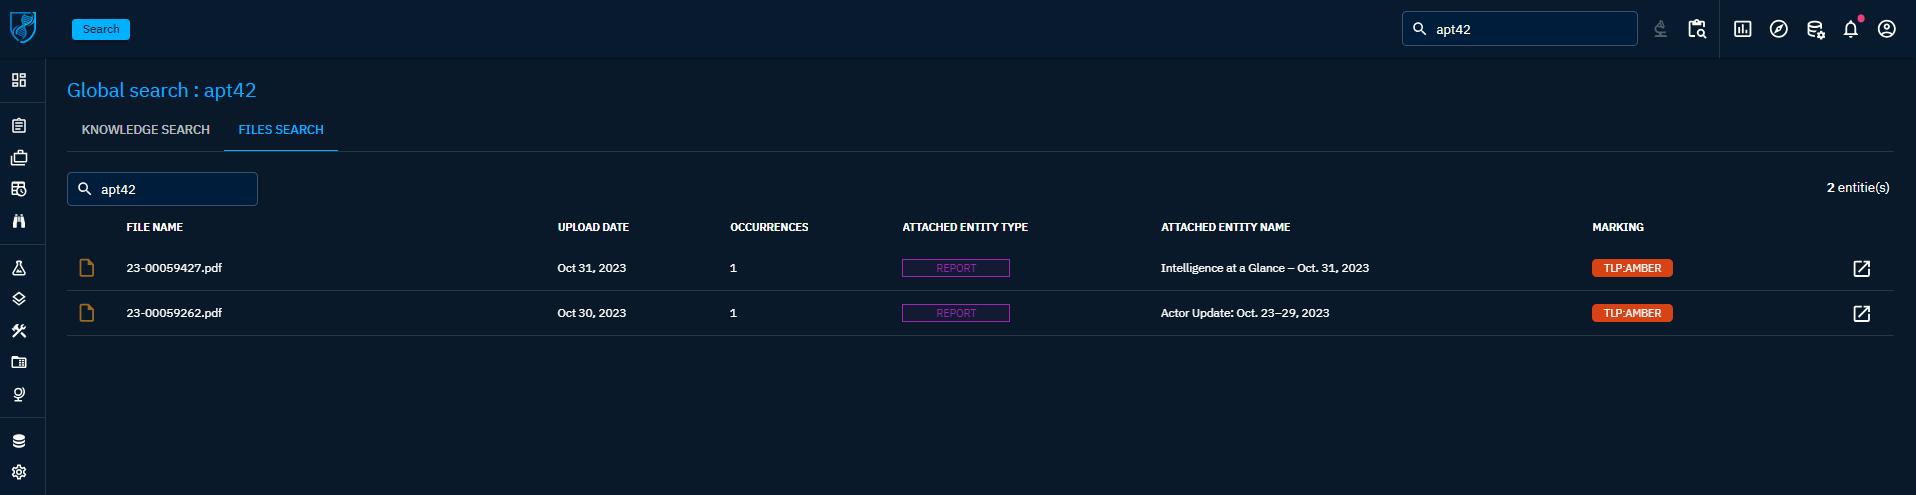 Search
apt42
Global search : apt42
KNOWLEDGE SEARCH FILES SEARCH
apt42
2 entitie(s)
FILE NAME UPLOAD DATE OCCURRENCES ATTACHED ENTITY TYPE ATTACHED ENTITY NAME MARKING
23-00059427.pdf Oct 31, 2023 1 REPORT Intelligence at a Glance – Oct. 31, 2023 TLP:AMBER
23-00059262.pdf Oct 30, 2023 1 REPORT Actor Update: Oct. 23–29, 2023 TLP:AMBER